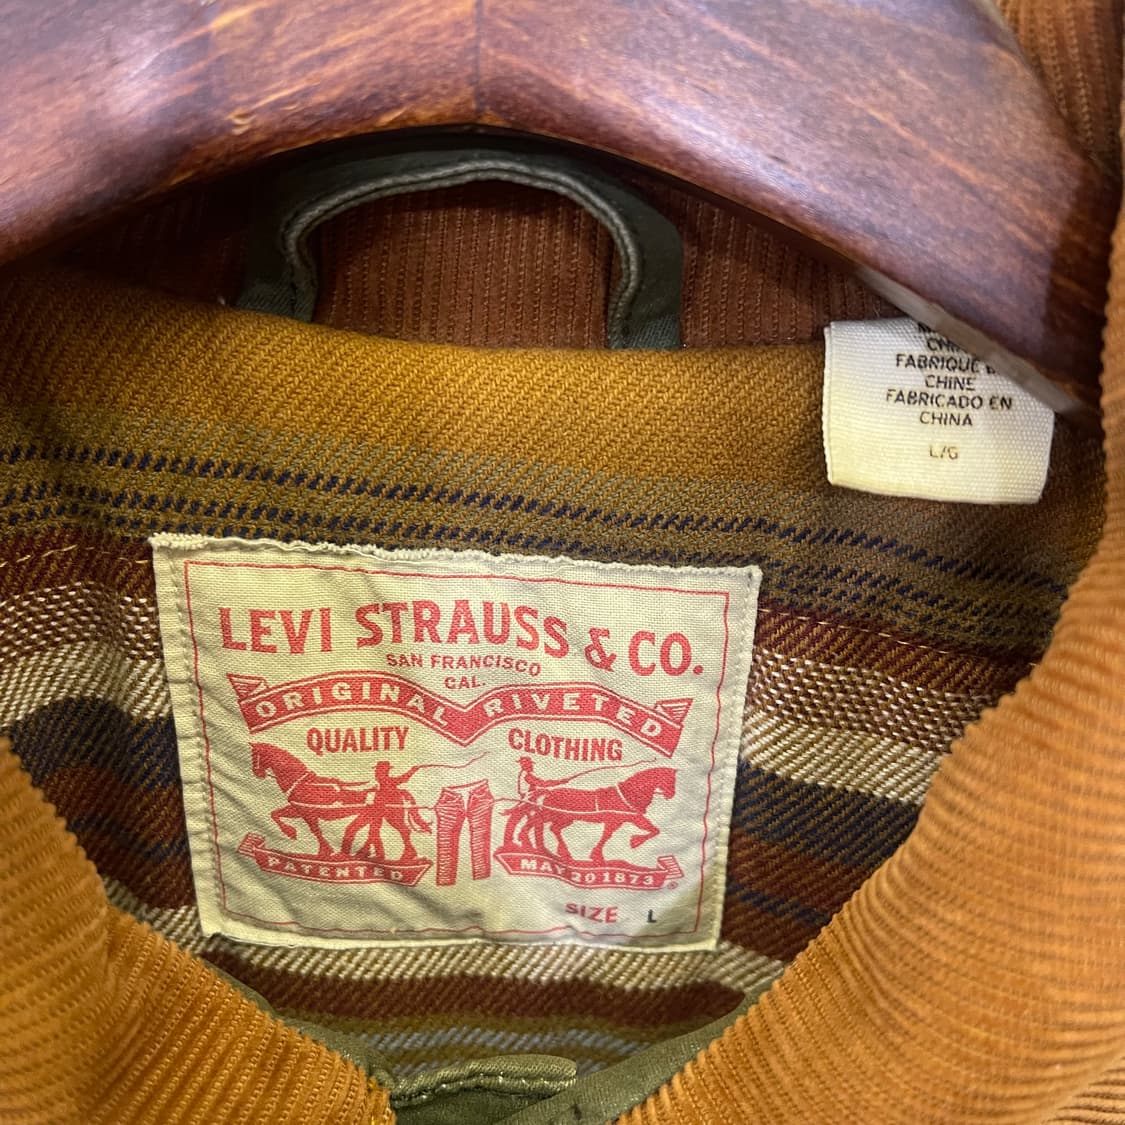 CHINE
FABRIQUÉ
FABRICADO EN
CHINA
L/G
LEVI STRAUSS & CO.
SAN FRANCISCO
CAL.
ORIGINAL RIVETED
QUALITY CLOTHING
PATENTED MAY 20 1873
SIZE L